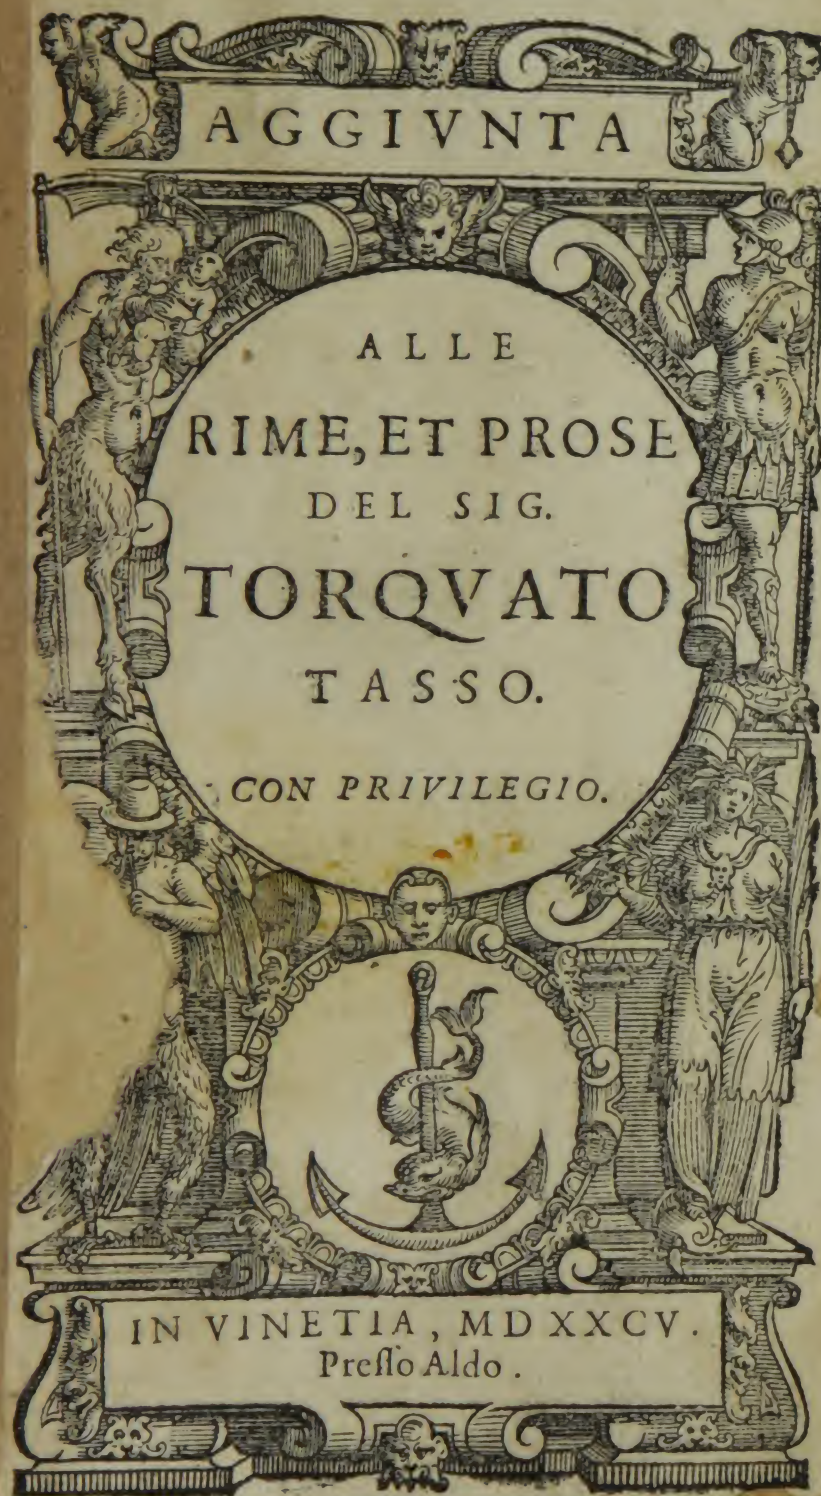 AGGIVNTA
ALLE
RIME, ET PROSE
DEL SIG.
TORQVATO
TASSO.
CON PRIVILEGIO.
IN VINETIA, MDXXCV.
Preſſo Aldo.